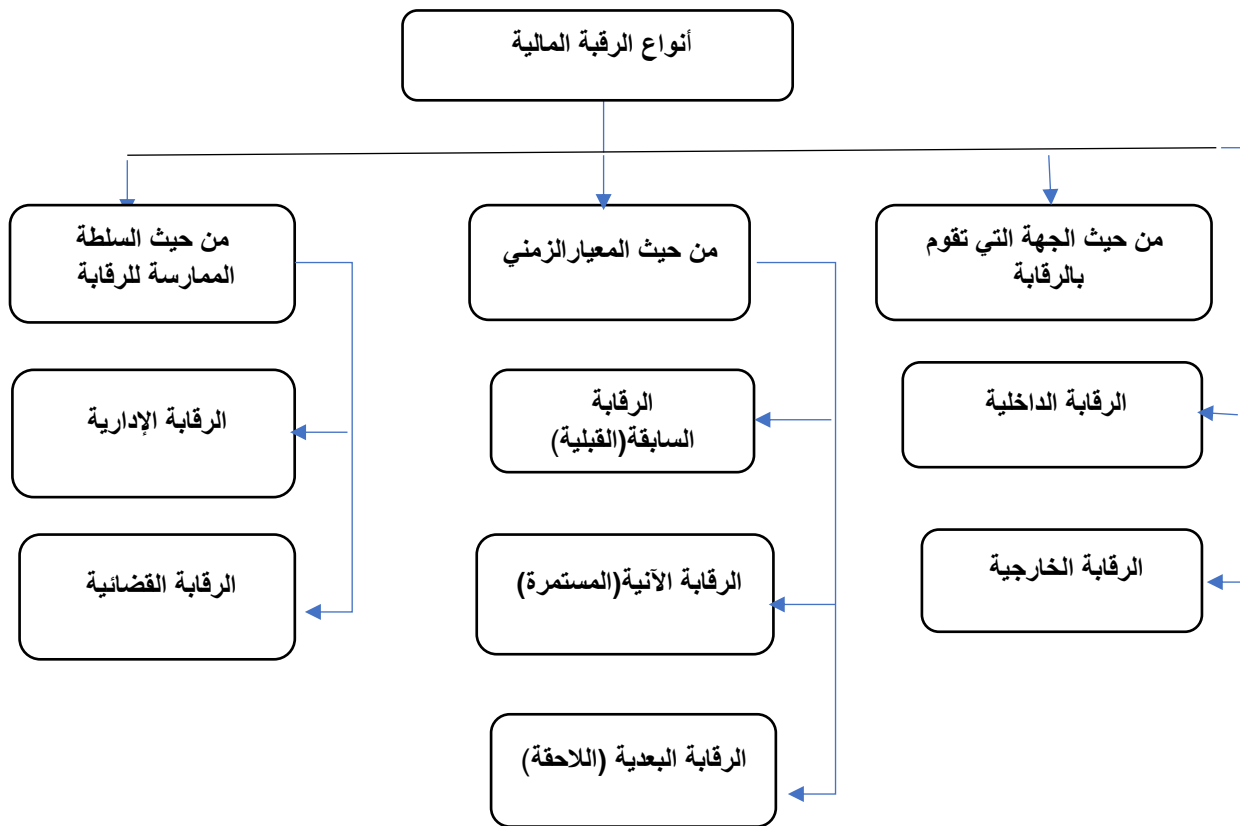 أنواع الرقبة المالية
من حيث الجهة التي تقوم
بالرقابة
من حيث المعيارالزمني
من حيث السلطة
الممارسة للرقابة
الرقابة الداخلية
الرقابة
السابقة(القبلية)
الرقابة الإدارية
الرقابة الخارجية
الرقابة الآنية(المستمرة)
الرقابة القضائية
الرقابة البعدية (اللاحقة)